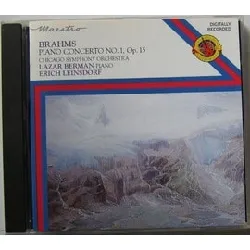 Maestro
DIGITALLY
RECORDED
BRAHMS
PIANO CONCERTO NO. 1, Op. 15
CHICAGO SYMPHONY ORCHESTRA
LAZAR BERMAN PIANO
ERICH LEINSDORF